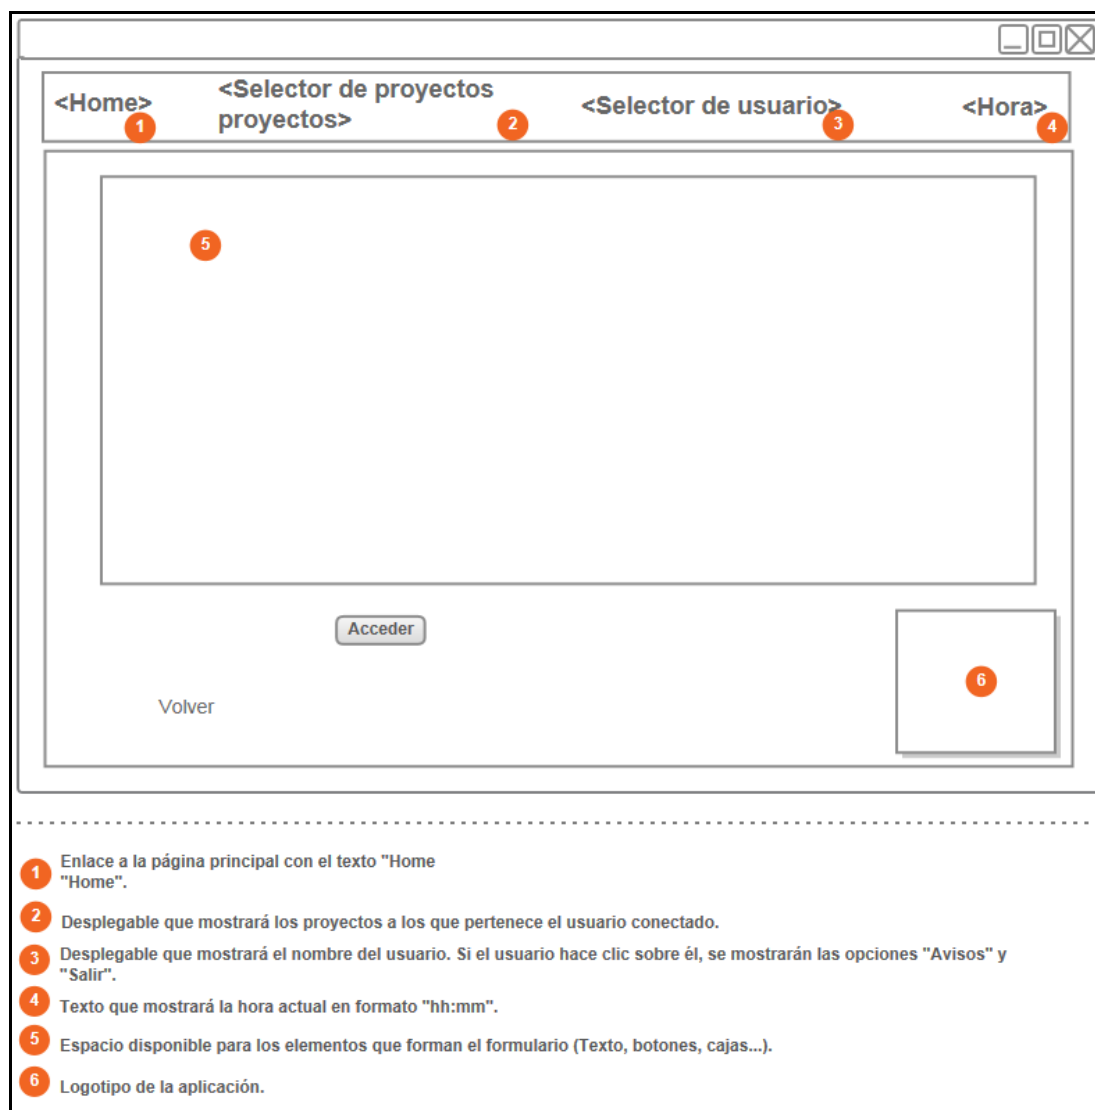 <Home>
<Selector de proyectos
proyectos>
<Selector de usuario>
<Hora>
1
2
3
4
5
Acceder
6
Volver
1 Enlace a la página principal con el texto "Home
"Home".
2 Desplegable que mostrará los proyectos a los que pertenece el usuario conectado.
3 Desplegable que mostrará el nombre del usuario. Si el usuario hace clic sobre él, se mostrarán las opciones "Avisos" y
"Salir".
4 Texto que mostrará la hora actual en formato "hh:mm".
5 Espacio disponible para los elementos que forman el formulario (Texto, botones, cajas...).
6 Logotipo de la aplicación.